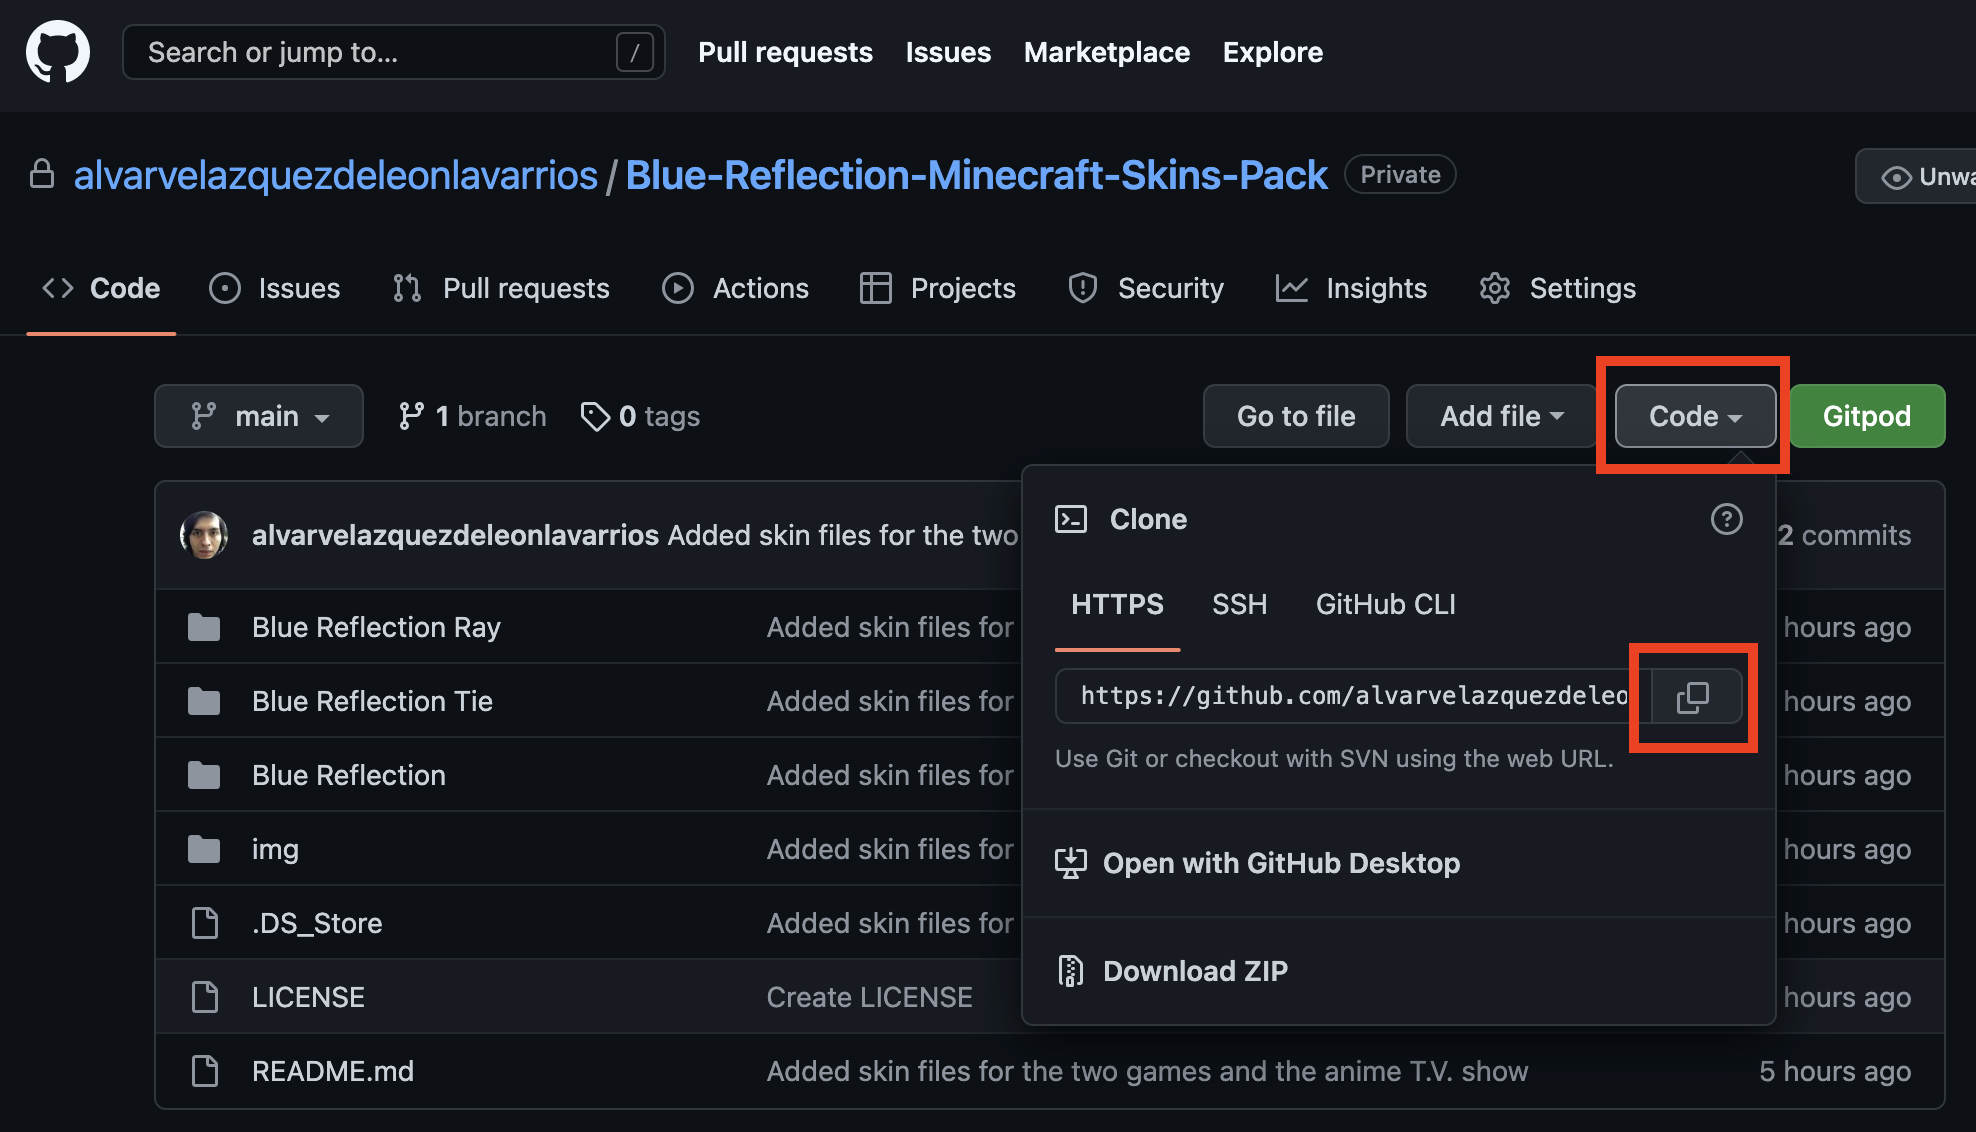 Search or jump to... /
Pull requests Issues Marketplace Explore
alvarvelazquezdeleonlavarrios / Blue-Reflection-Minecraft-Skins-Pack Private
Code Issues Pull requests Actions Projects Security Insights Settings
main 1 branch 0 tags
Go to file Add file Code Gitpod
alvarvelazquezdeleonlavarrios Added skin files for the two
2 commits
Clone
HTTPS SSH GitHub CLI
https://github.com/alvarvelazquezdeleo
Use Git or checkout with SVN using the web URL.
Open with GitHub Desktop
Download ZIP
Blue Reflection Ray Added skin files for hours ago
Blue Reflection Tie Added skin files for hours ago
Blue Reflection Added skin files for hours ago
img Added skin files for hours ago
.DS_Store Added skin files for hours ago
LICENSE Create LICENSE hours ago
README.md Added skin files for the two games and the anime T.V. show 5 hours ago